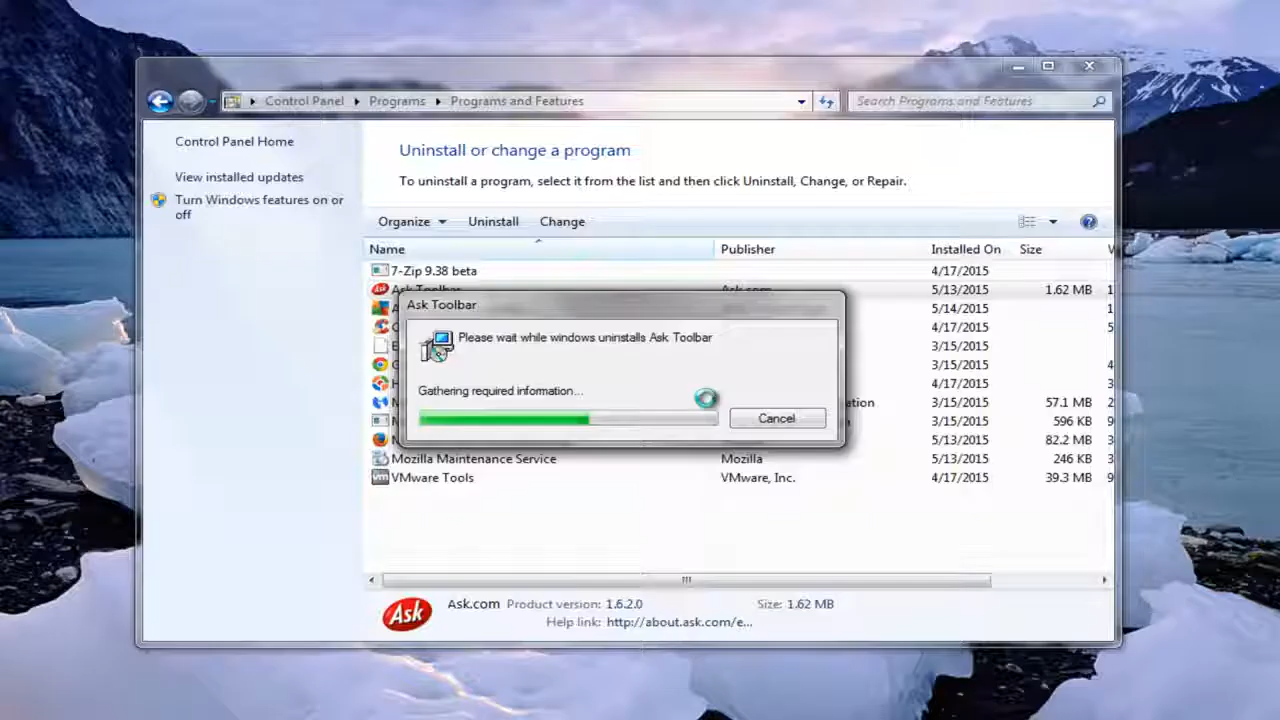 Control Panel Programs Programs and Features
Search Programs and Features
Control Panel Home
View installed updates
Turn Windows features on or
off
Uninstall or change a program
To uninstall a program, select it from the list and then click Uninstall, Change, or Repair.
Organize Uninstall Change
Name Publisher Installed On Size
7-Zip 9.38 beta 4/17/2015
Ask Toolbar Ask.com 5/13/2015 1.62 MB
5/14/2015
4/17/2015
3/15/2015
3/15/2015
4/17/2015
3/15/2015 57.1 MB
3/15/2015 596 KB
5/13/2015 82.2 MB
Mozilla Maintenance Service Mozilla 5/13/2015 246 KB
VMware Tools VMware, Inc. 4/17/2015 39.3 MB
Ask Toolbar
Please wait while windows uninstalls Ask Toolbar
Gathering required information...
Cancel
Ask
Ask.com Product version: 1.6.2.0 Size: 1.62 MB
Help link: http://about.ask.com/e...